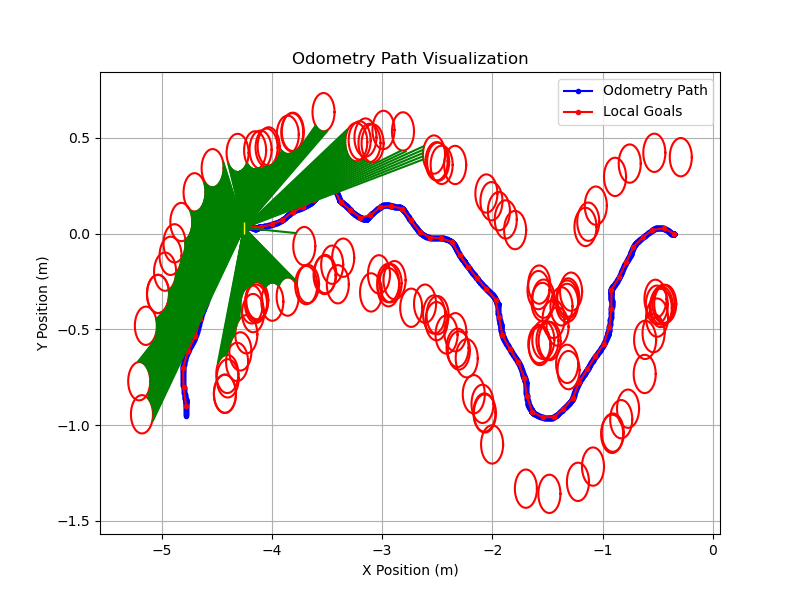 Odometry Path Visualization
Odometry Path
Local Goals
0.5
0.0
−0.5
−1.0
−1.5
Y Position (m)
−5
−4
−3
−2
−1
0
X Position (m)